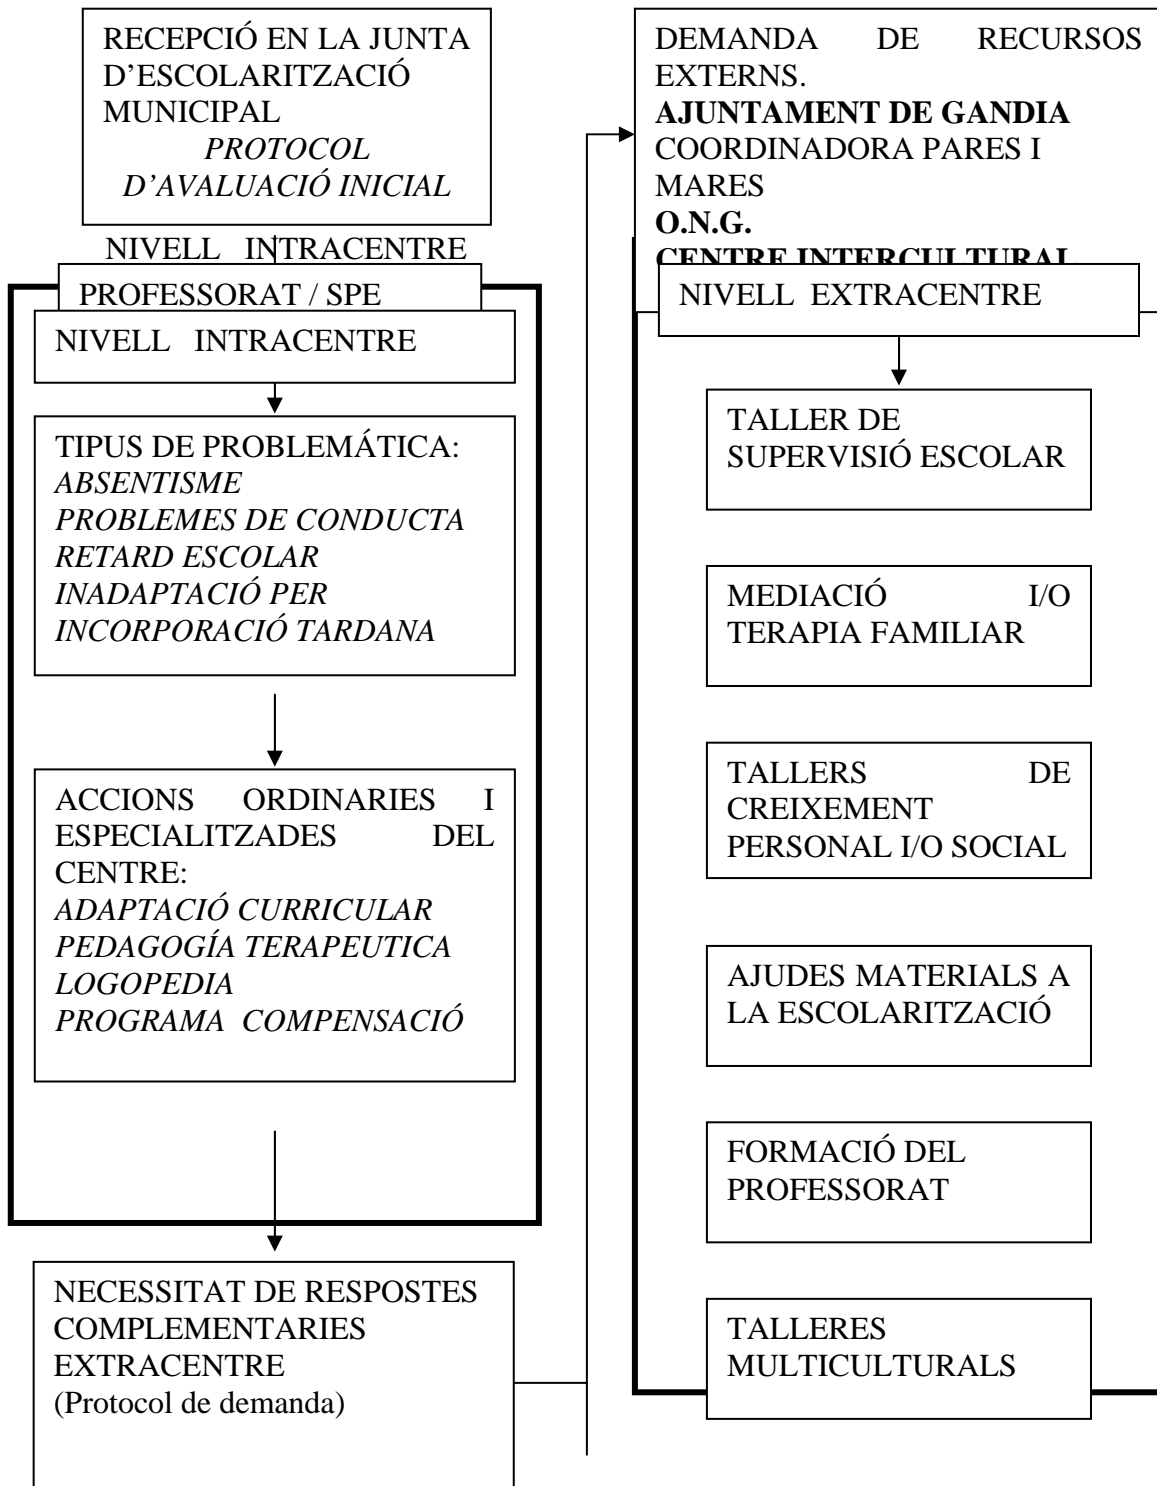 RECEPCIÓ EN LA JUNTA
D'ESCOLARITZACIÓ
MUNICIPAL
PROTOCOL
D'AVALUACIÓ INICIAL
NIVELL INTRACENTRE
PROFESSORAT / SPE
NIVELL INTRACENTRE
TIPUS DE PROBLEMÁTICA:
ABSENTISME
PROBLEMES DE CONDUCTA
RETARD ESCOLAR
INADAPTACIÓ PER
INCORPORACIÓ TARDANA
ACCIONS ORDINARIES I
ESPECIALITZADES DEL
CENTRE:
ADAPTACIÓ CURRICULAR
PEDAGOGÍA TERAPEUTICA
LOGOPEDIA
PROGRAMA COMPENSACIÓ
NECESSITAT DE RESPOSTES
COMPLEMENTARIES
EXTRACENTRE
(Protocol de demanda)
DEMANDA DE RECURSOS
EXTERNS.
AJUNTAMENT DE GANDIA
COORDINADORA PARES I
MARES
O.N.G.
CENTRE INTERCULTURAL
NIVELL EXTRACENTRE
TALLER DE
SUPERVISIÓ ESCOLAR
MEDIACIÓ I/O
TERAPIA FAMILIAR
TALLERS DE
CREIXEMENT
PERSONAL I/O SOCIAL
AJUDES MATERIALS A
LA ESCOLARITZACIÓ
FORMACIÓ DEL
PROFESSORAT
TALLERES
MULTICULTURALS